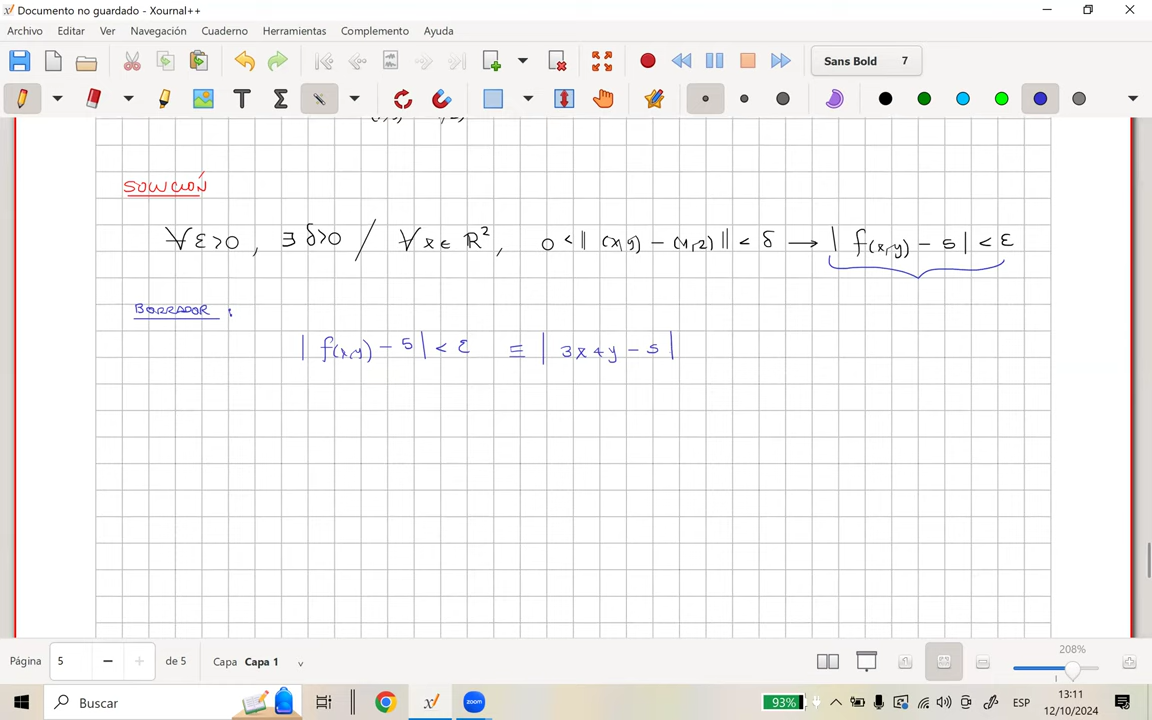 Documento no guardado - Xournal++
Archivo Editar Ver Navegación Cuaderno Herramientas Complemento Ayuda
Sans Bold 7
SOLUCIÓN
∀ε>0, ∃δ>0 / ∀x∈ℝ², 0<‖(x,y)-(1,2)‖<δ → |f(x,y)-5|<ε
BORRADOR:
|f(x,y)-5|<ε ≡ |3x+y-5|
Página 5 de 5 Capa Capa 1 208%
Buscar zoom 93% ESP 13:11
12/10/2024